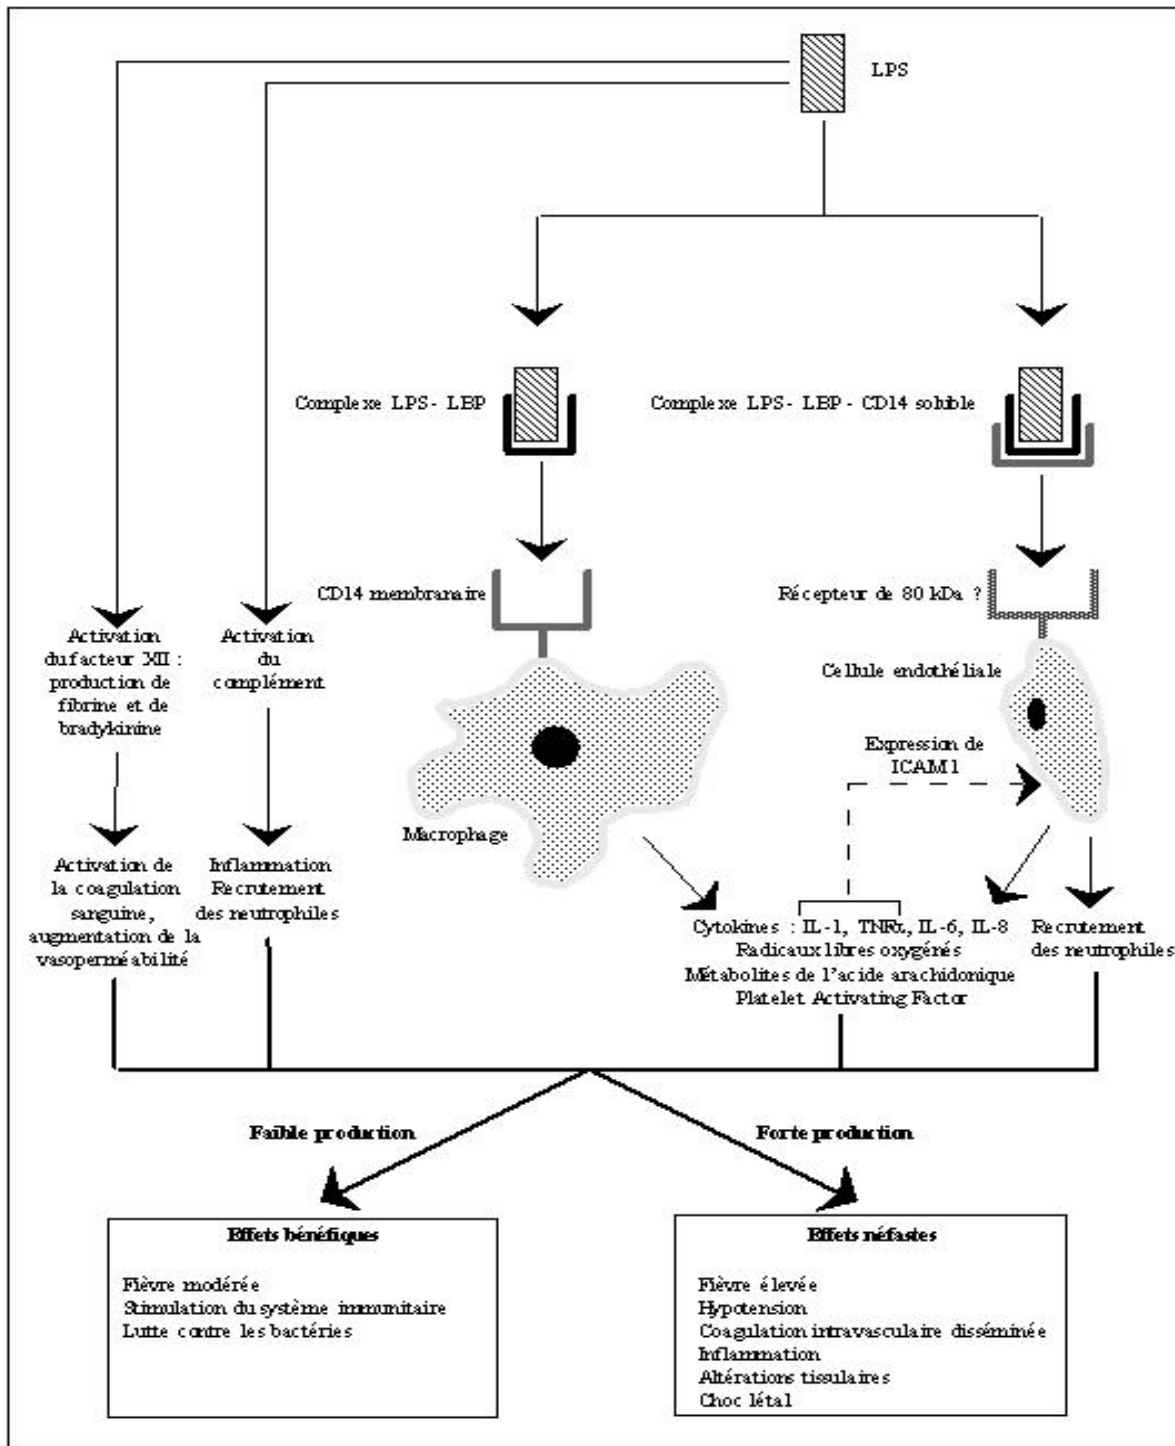 LPS
Complexe LPS - LBP
Complexe LPS - LBP - CD14 soluble
CD14 membranaire
Récepteur de 80 kDa ?
Activation
du facteur XII :
production de
fibrine et de
bradykinine
Activation
du
complément
Cellule endothéliale
Expression de
ICAM1
Macrophage
Activation de
la coagulation
sanguine,
augmentation de la
vasoperméabilité
Inflammation
Recrutement
des neutrophiles
Cytokines : IL-1, TNFα, IL-6, IL-8
Radicaux libres oxygénés
Métabolites de l'acide arachidonique
Platelet Activating Factor
Recrutement
des neutrophiles
Faible production
Forte production
Effets bénéfiques
Fièvre modérée
Stimulation du système immunitaire
Lutte contre les bactéries
Effets néfastes
Fièvre élevée
Hypotension
Coagulation intravasculaire disséminée
Inflammation
Altérations tissulaires
Choc létal